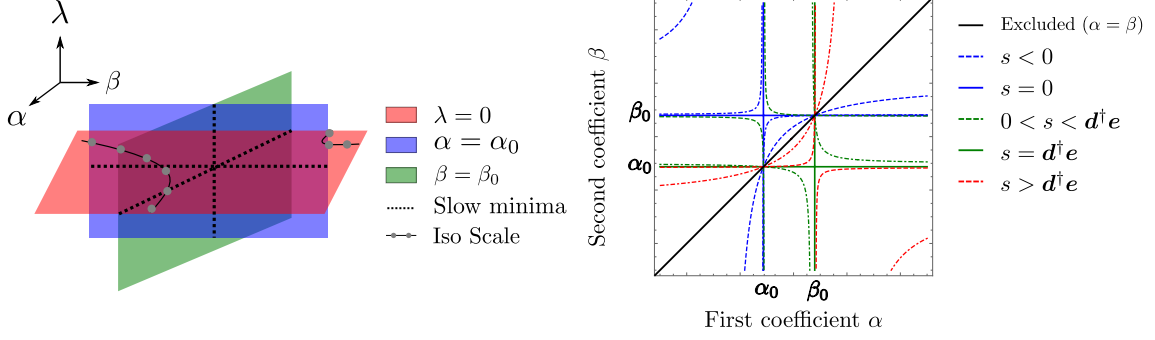 λ
β
α
λ = 0
α = α₀
β = β₀
Slow minima
Iso Scale
Second coefficient β
β₀
α₀
α₀ β₀
First coefficient α
Excluded (α = β)
s < 0
s = 0
0 < s < d†e
s = d†e
s > d†e